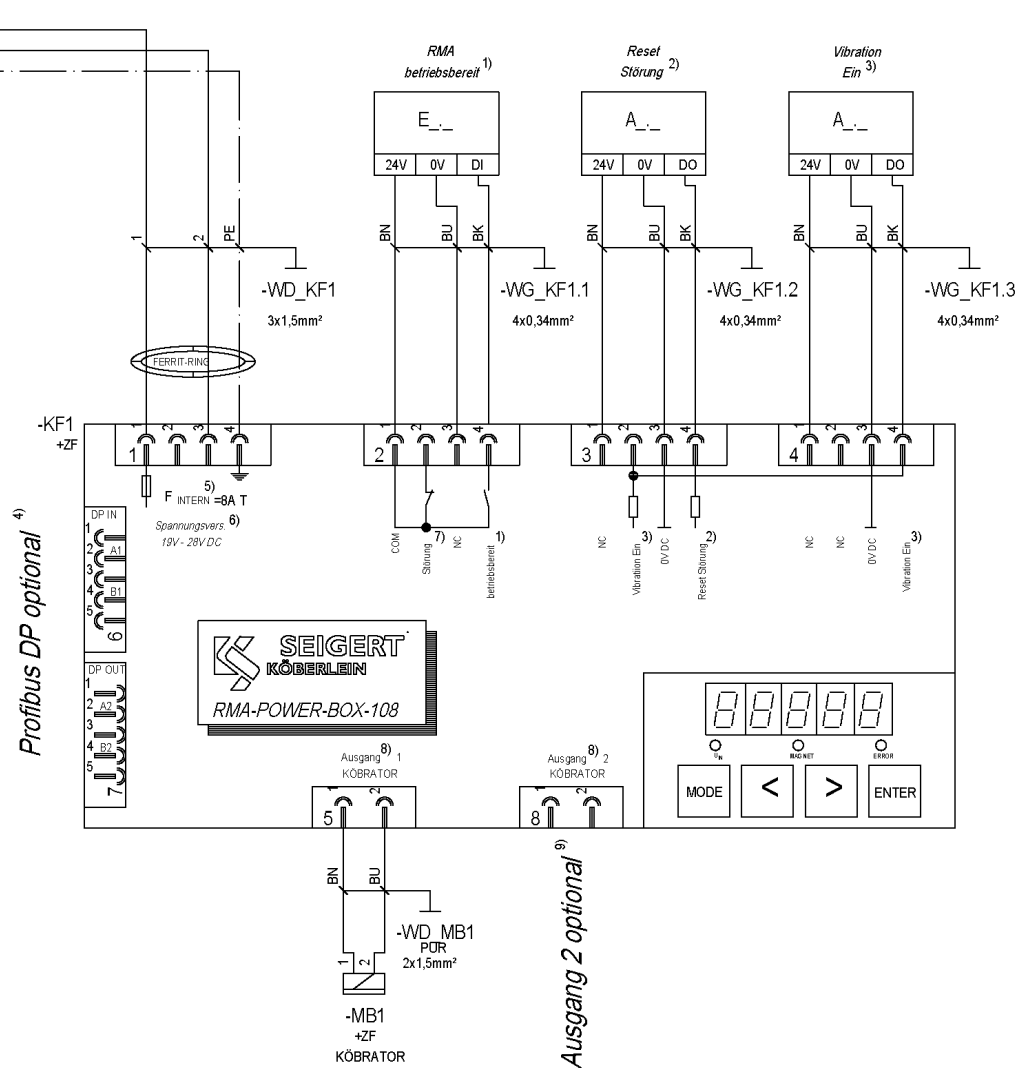 RMA
betriebsbereit 1)
Reset
Störung 2)
Vibration
Ein 3)
E_._
A_._
A_._
24V 0V DI
24V 0V DO
24V 0V DO
1 2 PE
BN BU BK
BN BU BK
BN BU BK
-WD_KF1
3x1,5mm²
-WG_KF1.1
4x0,34mm²
-WG_KF1.2
4x0,34mm²
-WG_KF1.3
4x0,34mm²
FERRIT-RING
-KF1
+ZF
1 2 3 4
1 2 3 4
1 2 3 4
1 2 3 4
1
2
3
4
F INTERN =8A T 5)
Spannungsvers. 6)
19V - 28V DC
COM
Störung 7)
NC
betriebsbereit 1)
NC
Vibratiion Ein 3)
0V DC
Reset Störung 2)
NC
NC
0V DC
Vibration Ein 3)
Profibus DP optional 4)
DP IN
1
2 A1
3
4 B1
5
6
DP OUT
1
2 A2
3
4 B2
5
7
SEIGERT
KÖBERLEIN
RMA-POWER-BOX-108
Ausgang 8) 1
KÖBRATOR
Ausgang 8) 2
KÖBRATOR
1 2
5
1 2
8
88888
UIN
MAGNET
ERROR
MODE
<
>
ENTER
BN BU
-WD_MB1
PUR
2x1,5mm²
1 2
-MB1
+ZF
KÖBRATOR
Ausgang 2 optional 9)